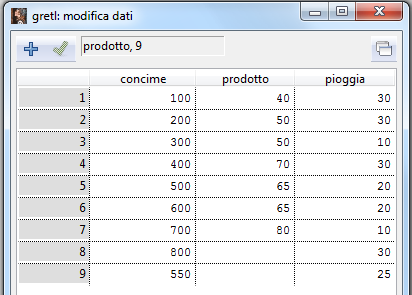 gretl: modifica dati
prodotto, 9
concime prodotto pioggia
1 100 40 30
2 200 50 30
3 300 50 10
4 400 70 30
5 500 65 20
6 600 65 20
7 700 80 10
8 800 30
9 550 25